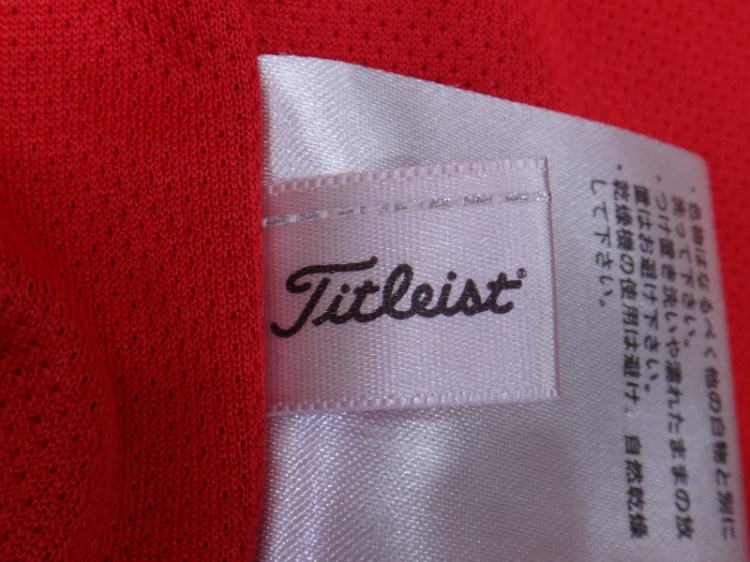 Titleist®
・色物はなるべく他の白物と別に
洗って下さい。
・つけ置き洗いや濡れたままの放
置はお避け下さい。
・乾燥機の使用は避け、自然乾燥
して下さい。